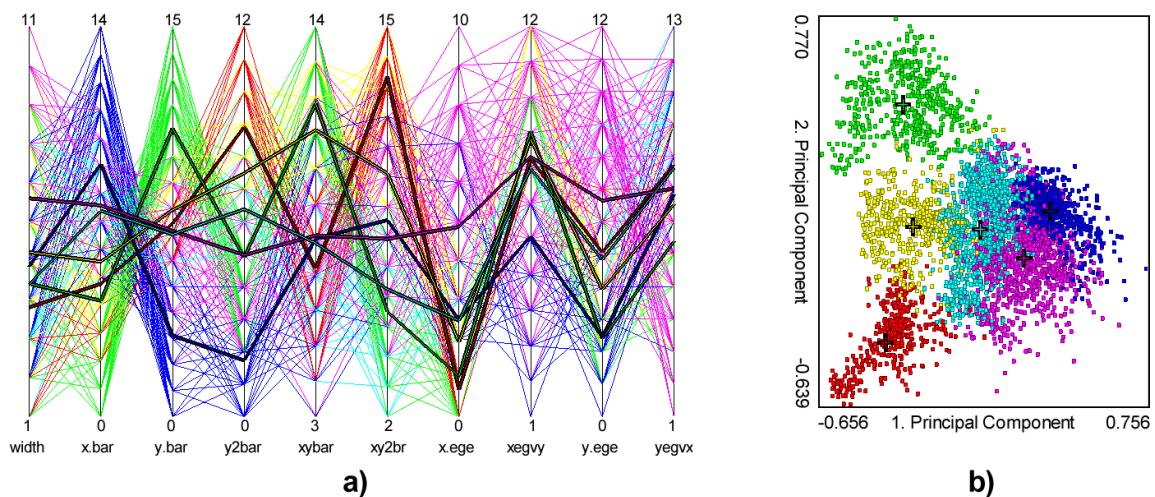 11 14 15 12 14 15 10 12 12 13
1 0 0 0 3 2 0 1 0 1
width x.bar y.bar y2bar xybar xy2br x.ege xegvy y.ege yegvx
a)
0.770
2. Principal Component
-0.639
-0.656 1. Principal Component 0.756
b)